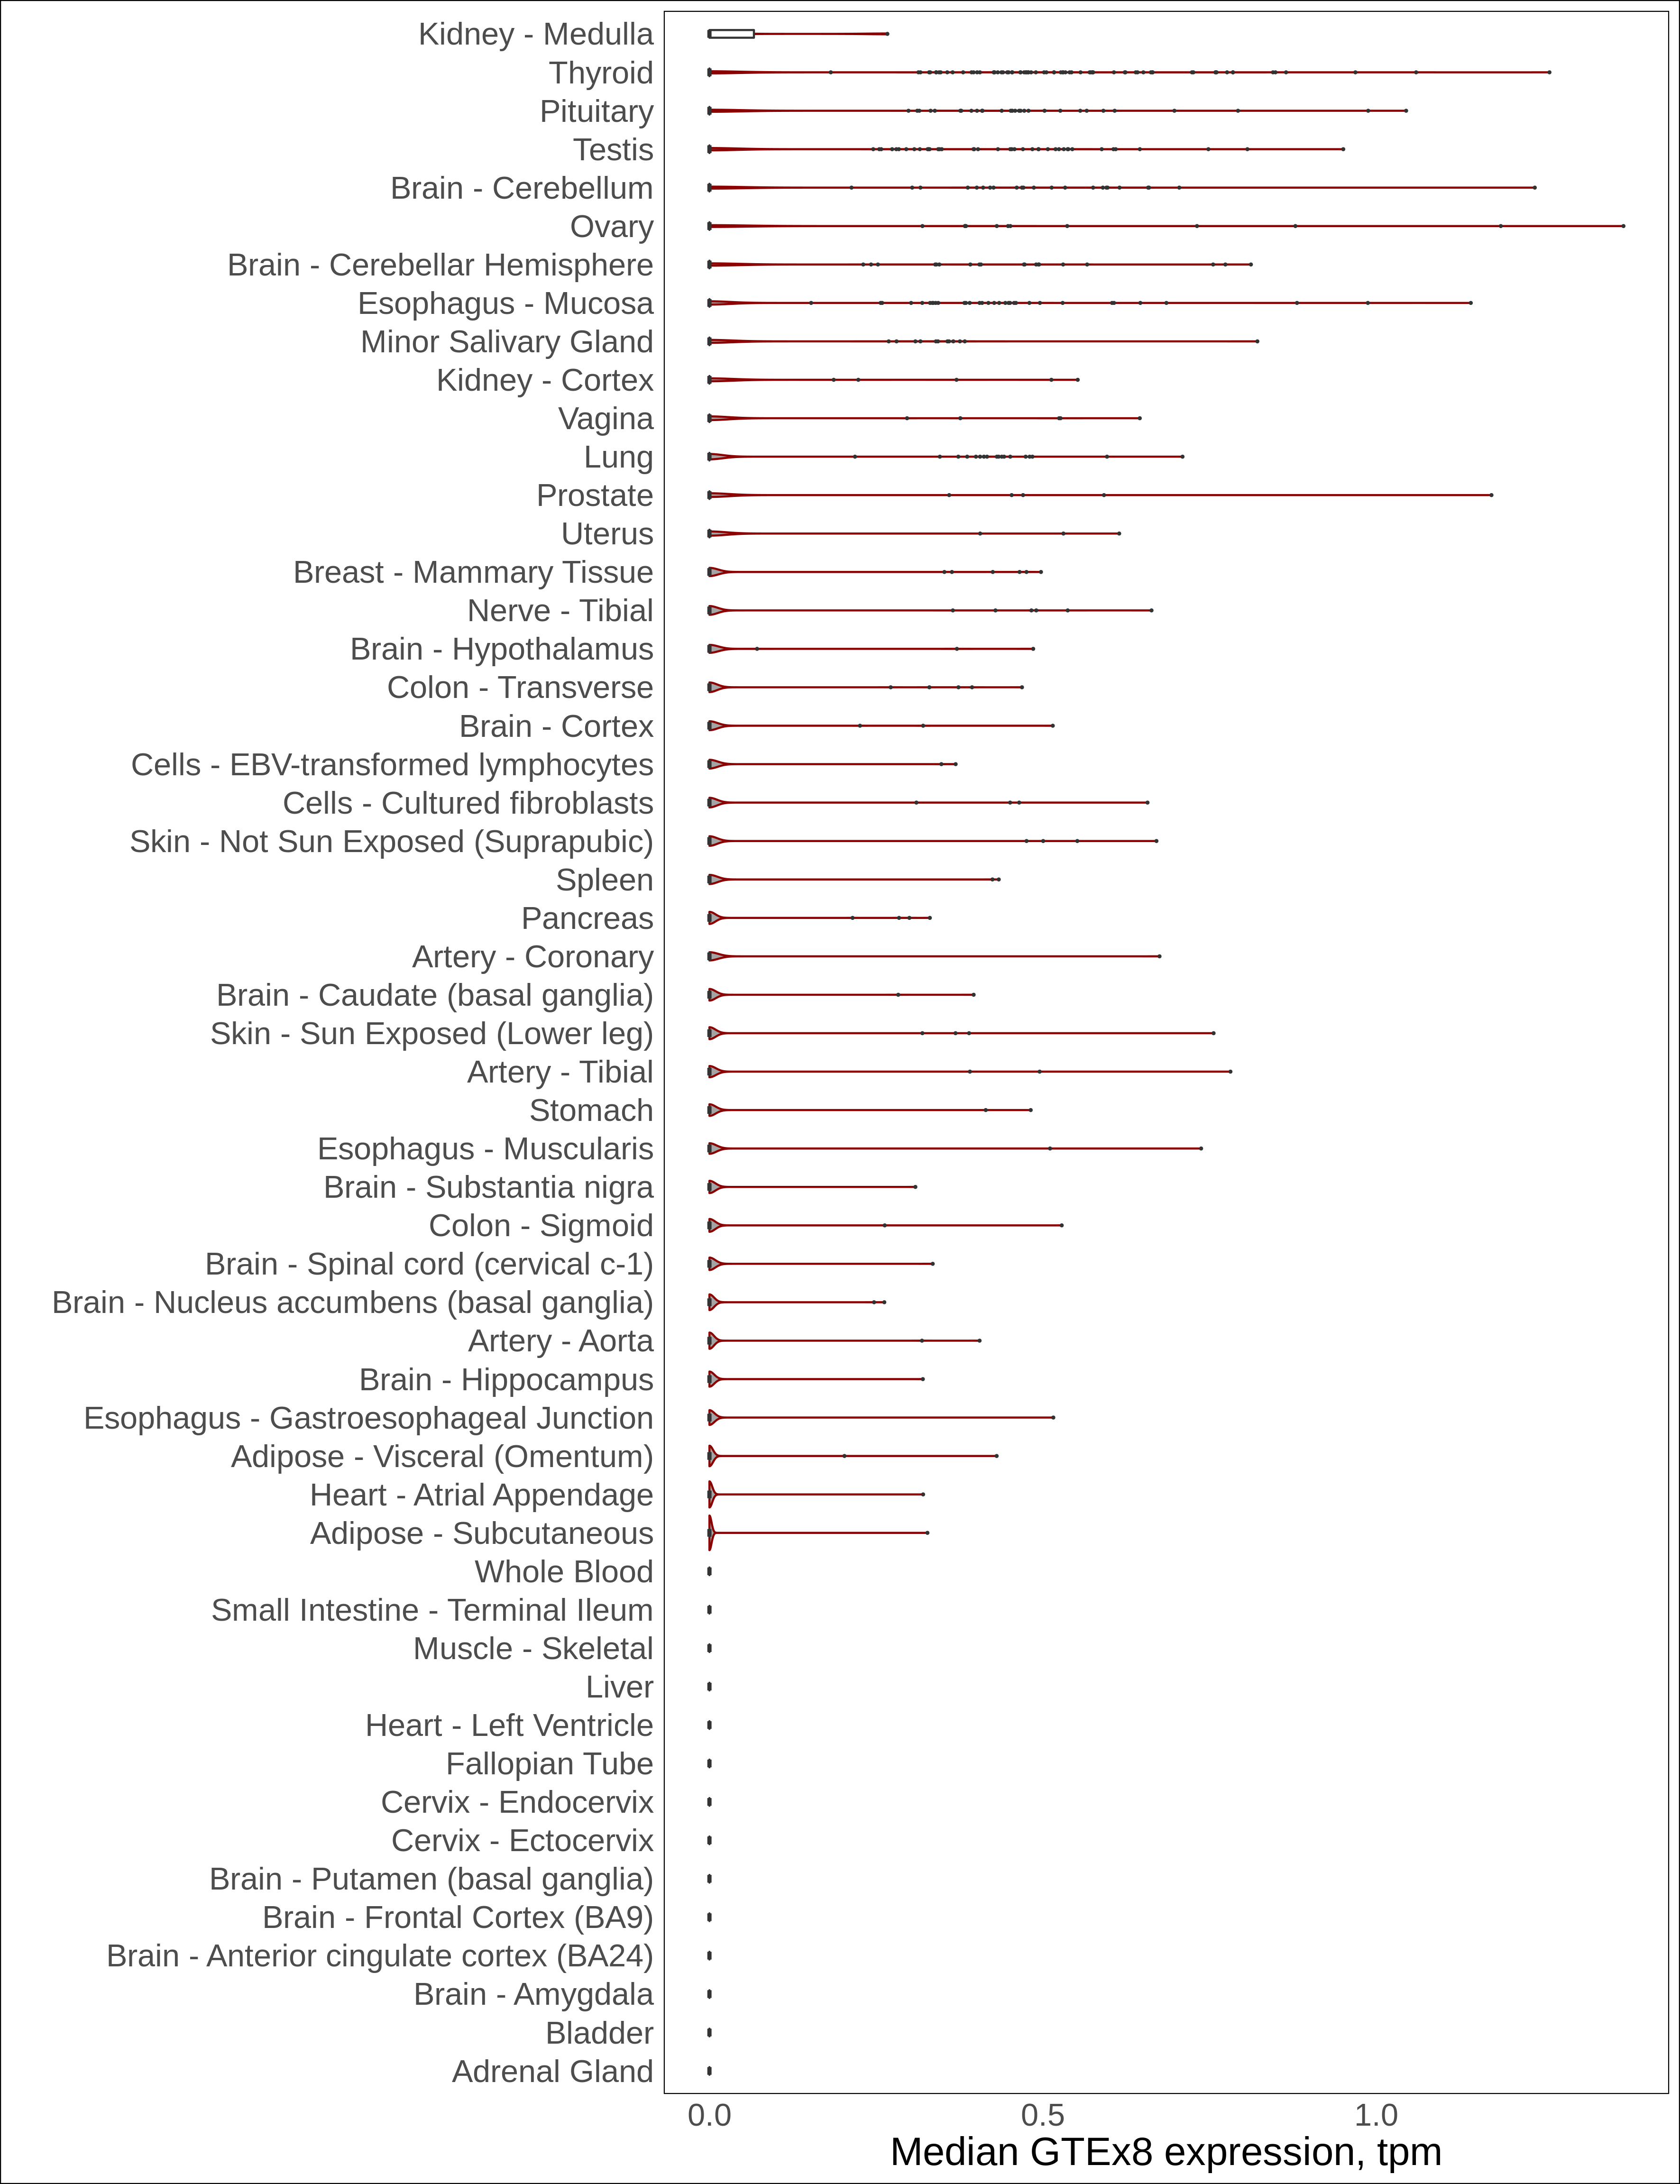 Kidney - Medulla
Thyroid
Pituitary
Testis
Brain - Cerebellum
Ovary
Brain - Cerebellar Hemisphere
Esophagus - Mucosa
Minor Salivary Gland
Kidney - Cortex
Vagina
Lung
Prostate
Uterus
Breast - Mammary Tissue
Nerve - Tibial
Brain - Hypothalamus
Colon - Transverse
Brain - Cortex
Cells - EBV-transformed lymphocytes
Cells - Cultured fibroblasts
Skin - Not Sun Exposed (Suprapubic)
Spleen
Pancreas
Artery - Coronary
Brain - Caudate (basal ganglia)
Skin - Sun Exposed (Lower leg)
Artery - Tibial
Stomach
Esophagus - Muscularis
Brain - Substantia nigra
Colon - Sigmoid
Brain - Spinal cord (cervical c-1)
Brain - Nucleus accumbens (basal ganglia)
Artery - Aorta
Brain - Hippocampus
Esophagus - Gastroesophageal Junction
Adipose - Visceral (Omentum)
Heart - Atrial Appendage
Adipose - Subcutaneous
Whole Blood
Small Intestine - Terminal Ileum
Muscle - Skeletal
Liver
Heart - Left Ventricle
Fallopian Tube
Cervix - Endocervix
Cervix - Ectocervix
Brain - Putamen (basal ganglia)
Brain - Frontal Cortex (BA9)
Brain - Anterior cingulate cortex (BA24)
Brain - Amygdala
Bladder
Adrenal Gland
0.0 0.5 1.0
Median GTEx8 expression, tpm